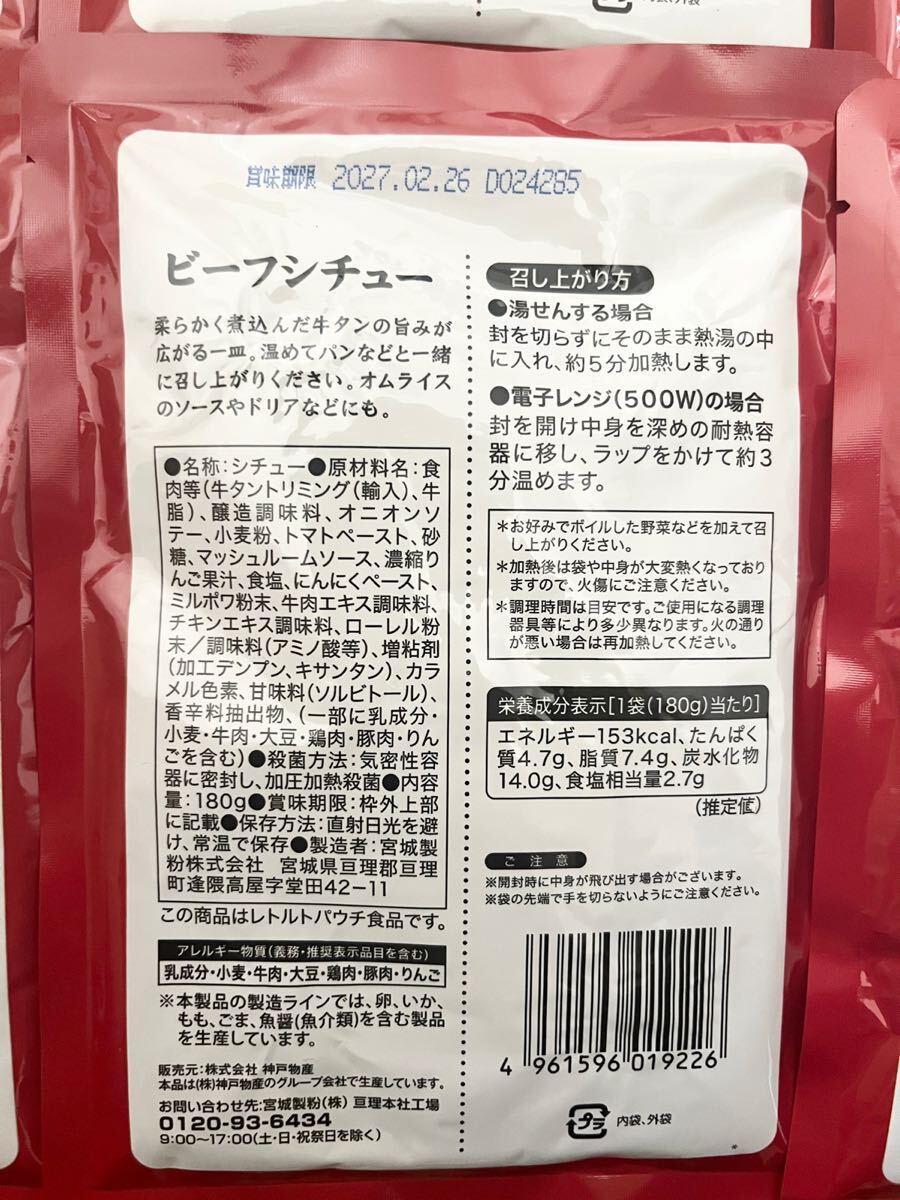 内袋、外袋
賞味期限 2027.02.26 D024285
ビーフシチュー
柔らかく煮込んだ牛タンの旨みが
広がる一皿。温めてパンなどと一緒
に召し上がりください。オムライス
のソースやドリアなどにも。
●名称:シチュー●原材料名:食
肉等(牛タントリミング(輸入)、牛
脂)、醸造調味料、オニオンソ
テー、小麦粉、トマトペースト、砂
糖、マッシュルームソース、濃縮り
んご果汁、食塩、にんにくペースト、
ミルポワ粉末、牛肉エキス調味料、
チキンエキス調味料、ローレル粉
末/調味料(アミノ酸等)、増粘剤
(加工デンプン、キサンタン)、カラ
メル色素、甘味料(ソルビトール)、
香辛料抽出物、(一部に乳成分・
小麦・牛肉・大豆・鶏肉・豚肉・りん
ごを含む)●殺菌方法:気密性容
器に密封し、加圧加熱殺菌●内容
量:180g●賞味期限:枠外上部
に記載●保存方法:直射日光を避
け、常温で保存●製造者:宮城製
粉株式会社 宮城県亘理郡亘理
町逢隈高屋字堂田42-11
この商品はレトルトパウチ食品です。
アレルギー物質(義務・推奨表示品目を含む)
乳成分・小麦・牛肉・大豆・鶏肉・豚肉・りんご
※本製品の製造ラインでは、卵、いか、
もも、ごま、魚醤(魚介類)を含む製品
を生産しています。
販売元:株式会社 神戸物産
本品は(株)神戸物産のグループ会社で生産しています。
お問い合わせ先:宮城製粉(株) 亘理本社工場
0120-93-6434
9:00〜17:00(土・日・祝祭日を除く)
召し上がり方
●湯せんする場合
封を切らずにそのまま熱湯の中
に入れ、約5分加熱します。
●電子レンジ(500W)の場合
封を開け中身を深めの耐熱容
器に移し、ラップをかけて約3
分温めます。
*お好みでボイルした野菜などを加えて召
し上がりください。
*加熱後は袋や中身が大変熱くなっており
ますので、火傷にご注意ください。
*調理時間は目安です。ご使用になる調理
器具等により多少異なります。火の通り
が悪い場合は再加熱してください。
栄養成分表示[1袋(180g)当たり]
エネルギー153kcal、たんぱく
質4.7g、脂質7.4g、炭水化物
14.0g、食塩相当量2.7g
(推定値)
ご注意
※開封時に中身が飛び出す場合がございます。
※袋の先端で手を切らないようにご注意ください。
4 961596 019226
プラ 内袋、外袋
*